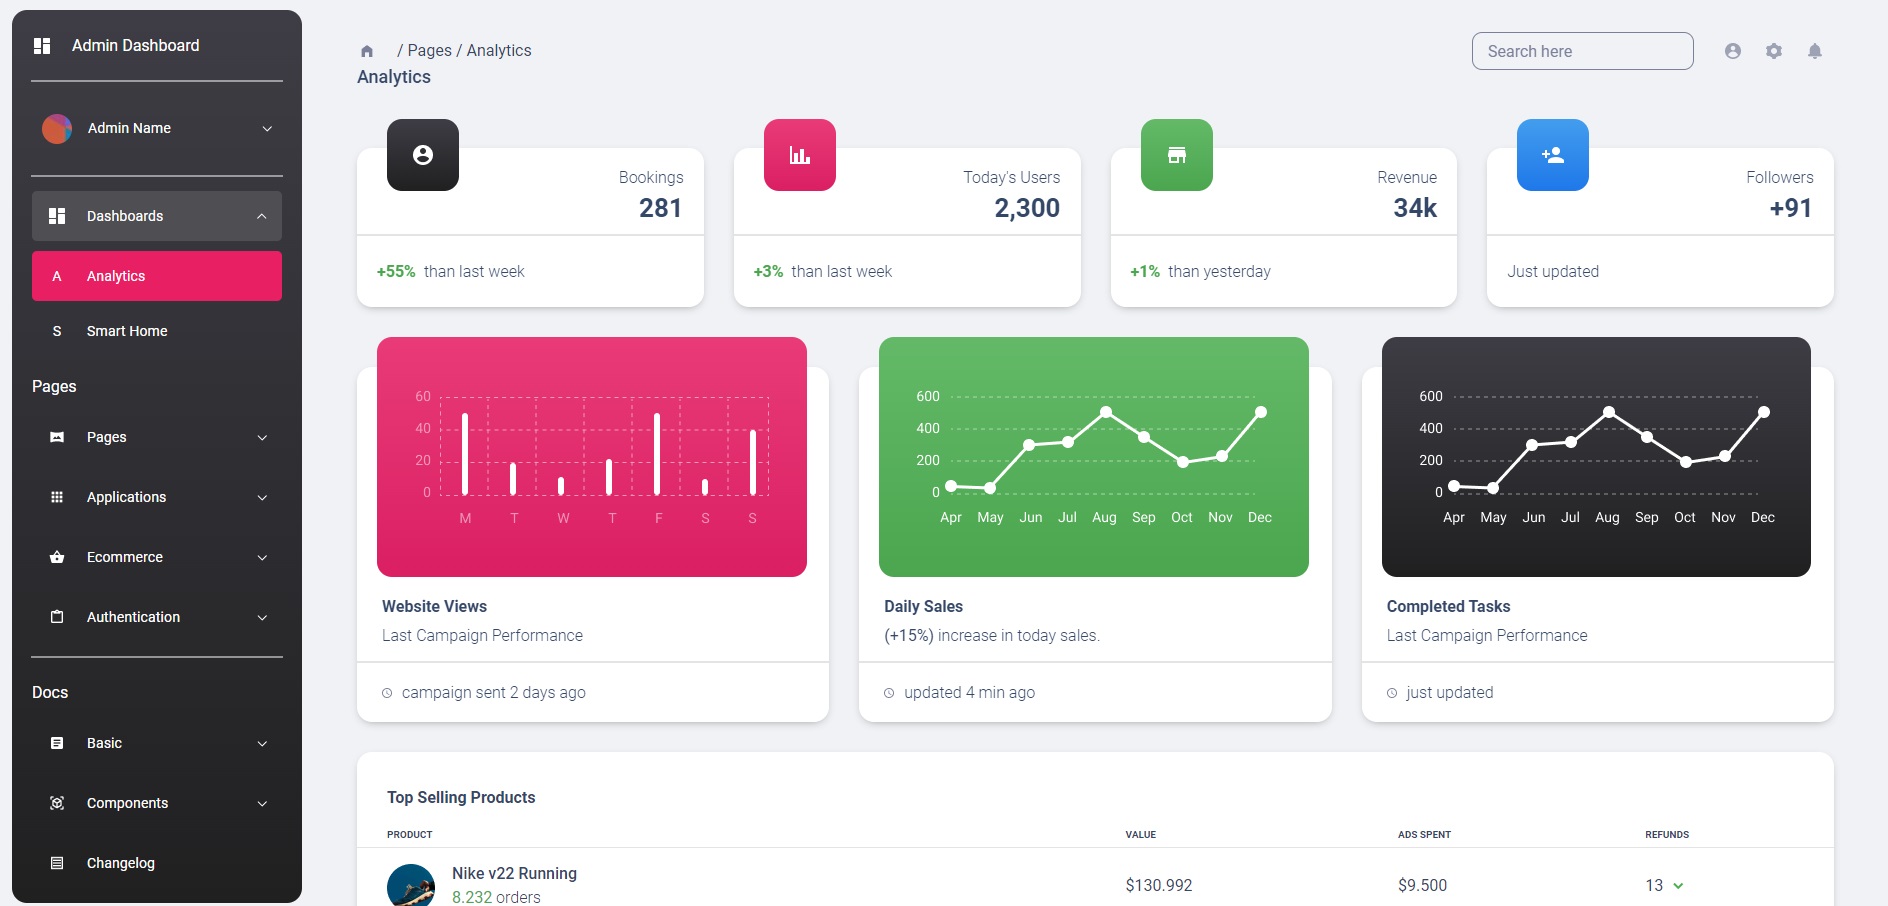 Admin Dashboard
Admin Name
Dashboards
A Analytics
S Smart Home
Pages
Pages
Applications
Ecommerce
Authentication
Docs
Basic
Components
Changelog
/ Pages / Analytics
Analytics
Search here
Bookings
281
+55% than last week
Today's Users
2,300
+3% than last week
Revenue
34k
+1% than yesterday
Followers
+91
Just updated
60
40
20
0
M T W T F S S
Website Views
Last Campaign Performance
campaign sent 2 days ago
600
400
200
0
Apr May Jun Jul Aug Sep Oct Nov Dec
Daily Sales
(+15%) increase in today sales.
updated 4 min ago
600
400
200
0
Apr May Jun Jul Aug Sep Oct Nov Dec
Completed Tasks
Last Campaign Performance
just updated
Top Selling Products
PRODUCT VALUE ADS SPENT REFUNDS
Nike v22 Running
8.232 orders
$130.992 $9.500 13